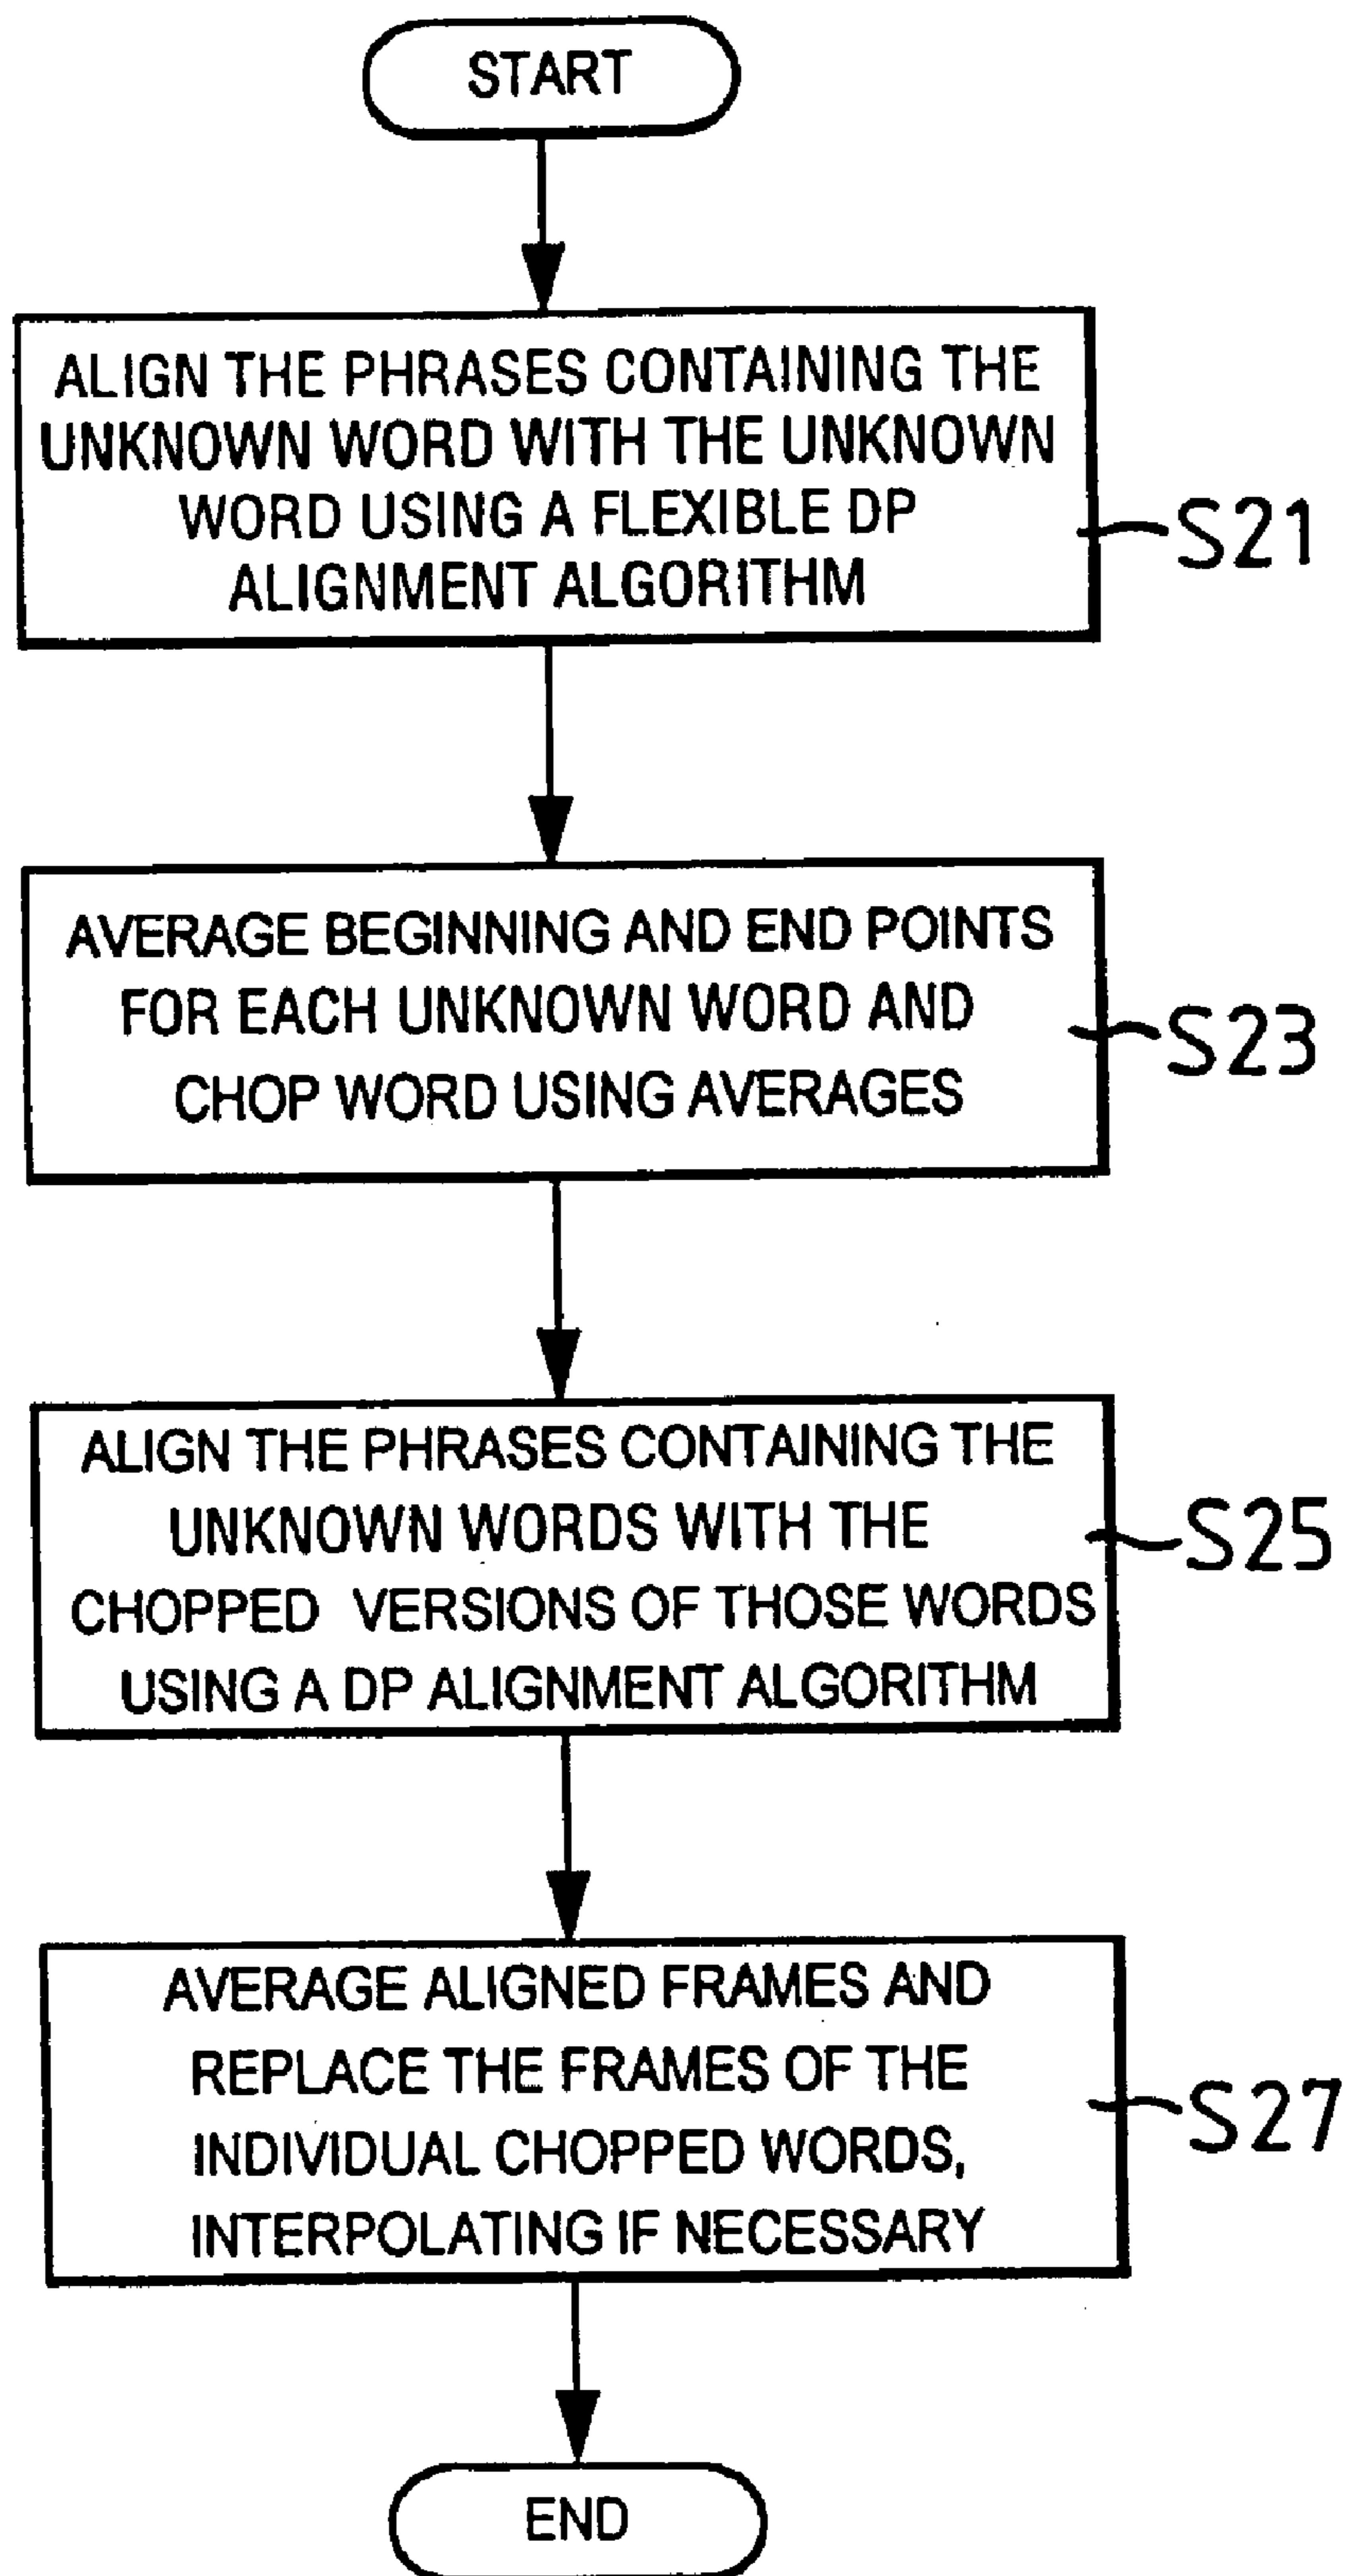 START
ALIGN THE PHRASES CONTAINING THE
UNKNOWN WORD WITH THE UNKNOWN
WORD USING A FLEXIBLE DP
ALIGNMENT ALGORITHM
S21
AVERAGE BEGINNING AND END POINTS
FOR EACH UNKNOWN WORD AND
CHOP WORD USING AVERAGES
S23
ALIGN THE PHRASES CONTAINING THE
UNKNOWN WORDS WITH THE
CHOPPED VERSIONS OF THOSE WORDS
USING A DP ALIGNMENT ALGORITHM
S25
AVERAGE ALIGNED FRAMES AND
REPLACE THE FRAMES OF THE
INDIVIDUAL CHOPPED WORDS,
INTERPOLATING IF NECESSARY
S27
END